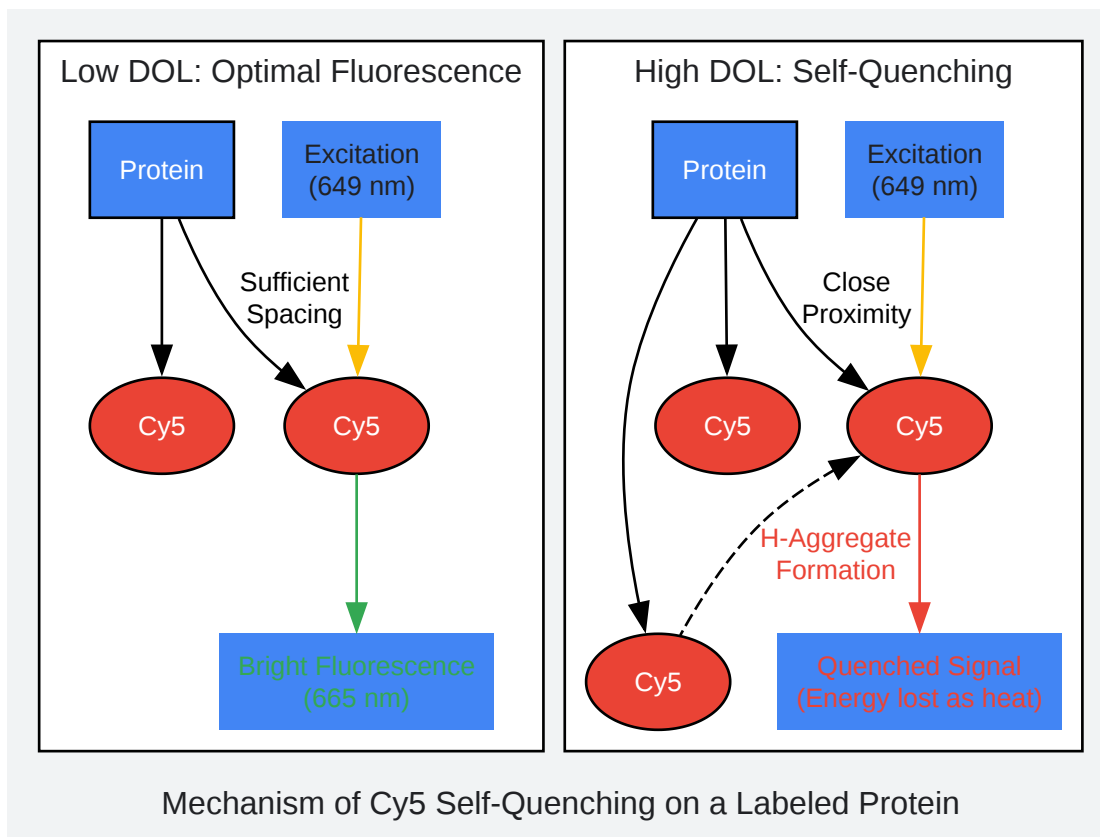 Low DOL: Optimal Fluorescence
Protein
Excitation
(649 nm)
Sufficient
Spacing
Cy5
Cy5
Bright Fluorescence
(665 nm)
High DOL: Self-Quenching
Protein
Excitation
(649 nm)
Close
Proximity
Cy5
Cy5
H-Aggregate
Formation
Cy5
Quenched Signal
(Energy lost as heat)
Mechanism of Cy5 Self-Quenching on a Labeled Protein